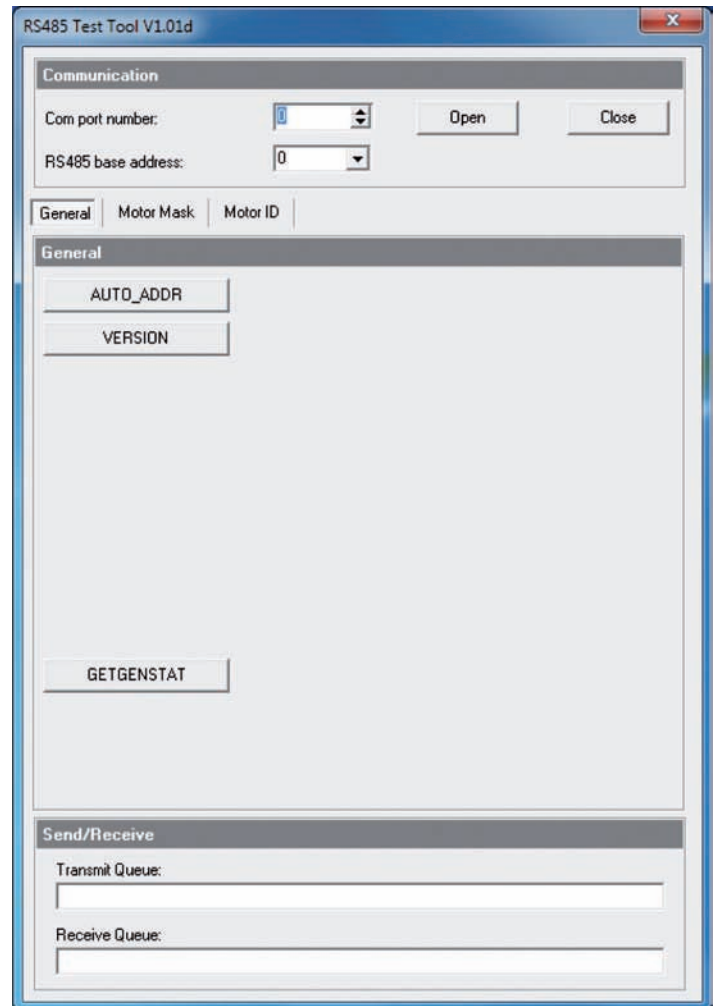 RS485 Test Tool V1.01d
Communication
Com port number: 0 Open Close
RS485 base address: 0
General Motor Mask Motor ID
General
AUTO_ADDR
VERSION
GETGENSTAT
Send/Receive
Transmit Queue:
Receive Queue: